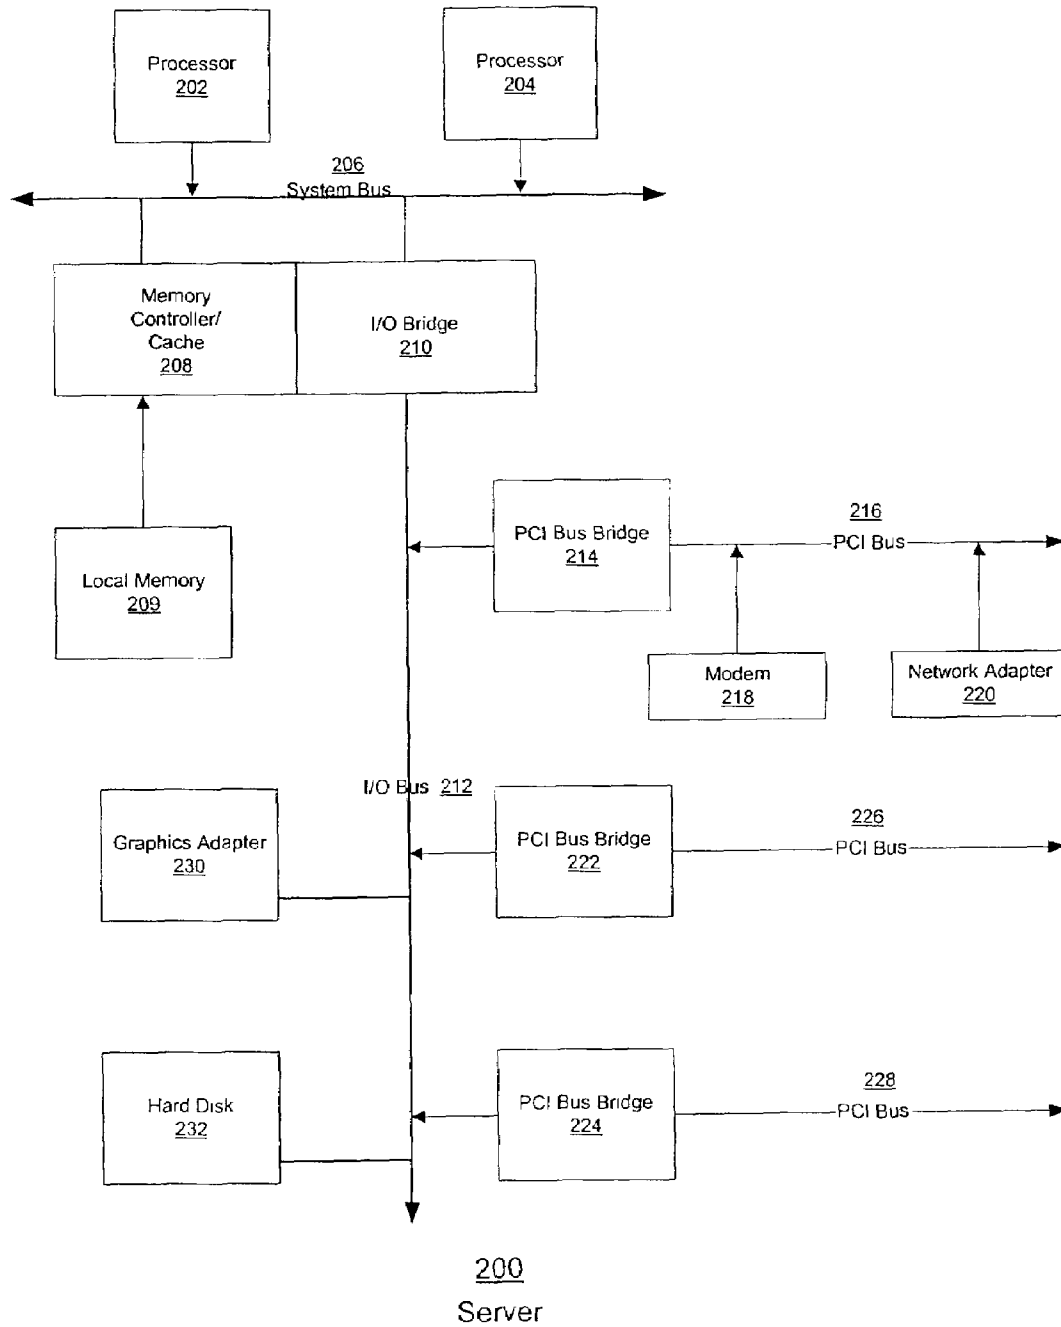 Processor
202
Processor
204
206
System Bus
Memory
Controller/
Cache
208
I/O Bridge
210
PCI Bus Bridge
214
216
PCI Bus
Local Memory
209
Modem
218
Network Adapter
220
I/O Bus 212
Graphics Adapter
230
PCI Bus Bridge
222
226
PCI Bus
Hard Disk
232
PCI Bus Bridge
224
228
PCI Bus
200
Server